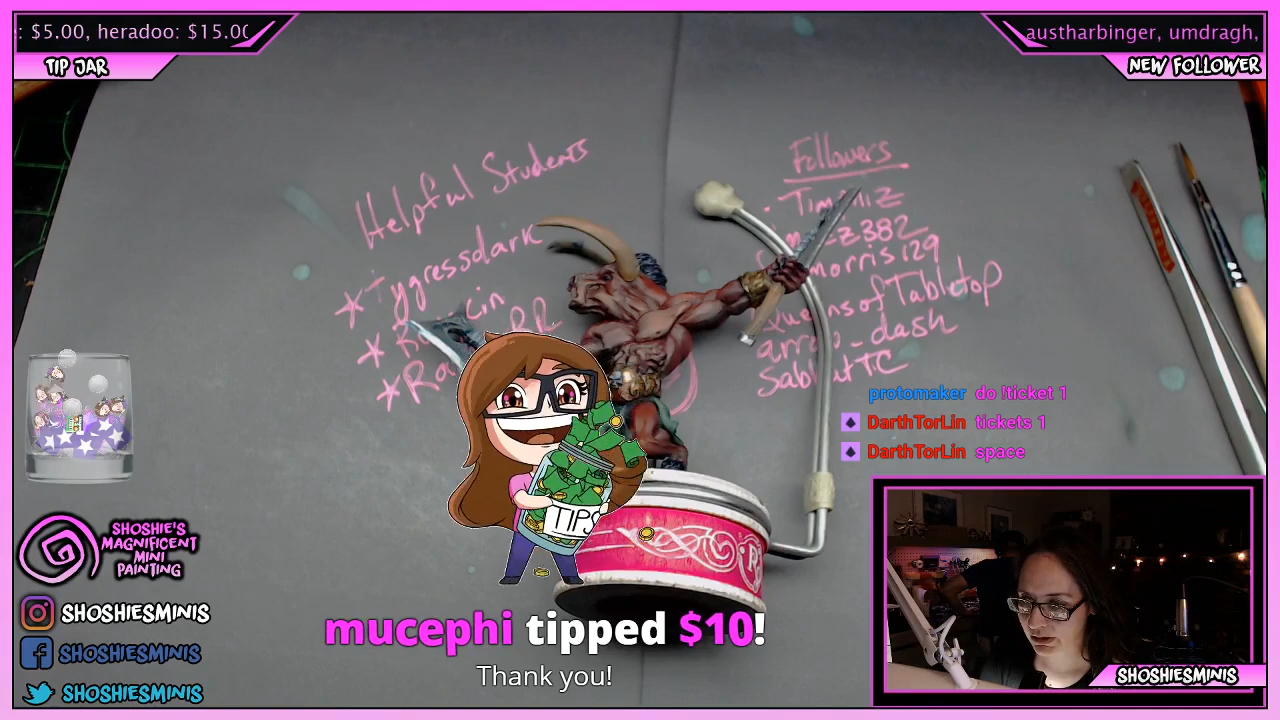 : $5.00, heradoo: $15.00
TIP JAR
austharbinger, umdragh,
NEW FOLLOWER
Helpful Students
Tygressdark
Followers
morris129
QueensofTabletop
TIPS
protomaker do !ticket 1
DarthTorLin tickets 1
DarthTorLin space
SHOSHIE'S
MAGNIFICENT
MINI
PAINTING
SHOSHIESMINIS
SHOSHIESMINIS
SHOSHIESMINIS
mucephi tipped $10!
Thank you!
SHOSHIESMINIS